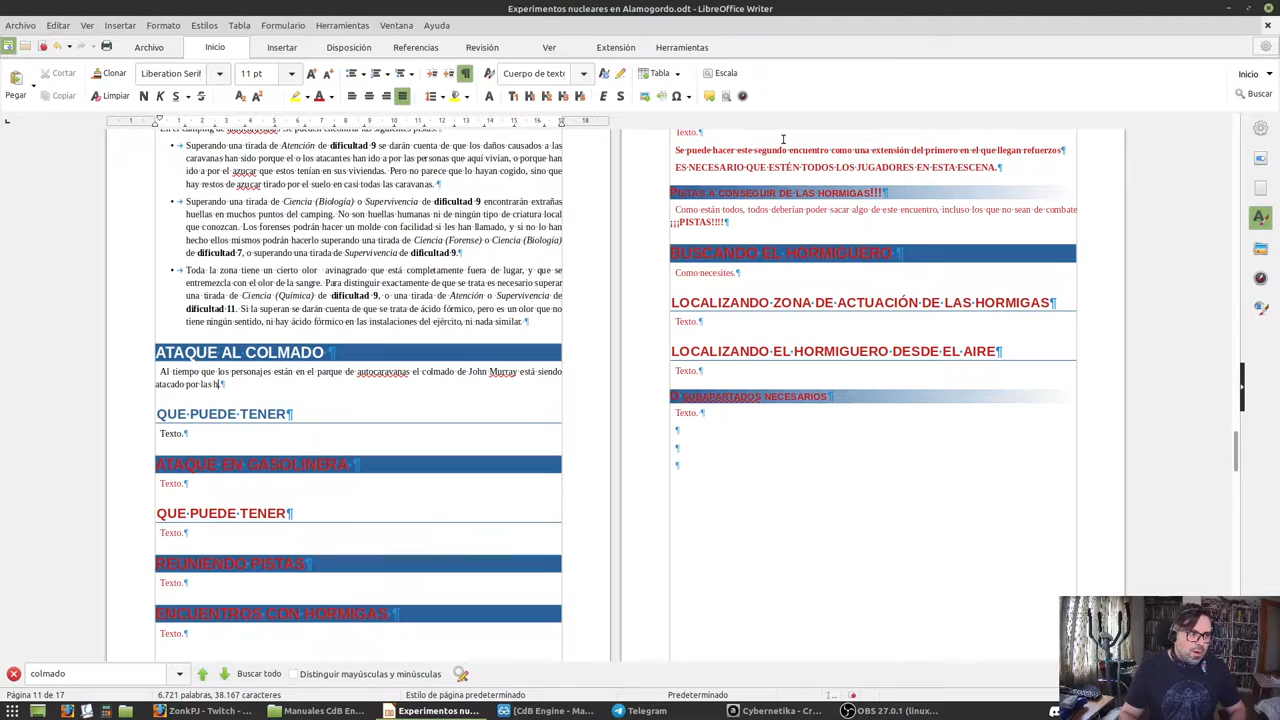 Experimentos nucleares en Alamogordo.odt - LibreOffice Writer
Archivo Editar Ver Insertar Formato Estilos Tabla Formulario Herramientas Ventana Ayuda
Archivo Inicio Insertar Disposición Referencias Revisión Ver Extensión Herramientas
Pegar Cortar Copiar Clonar Limpiar Liberation Serif 11 pt Cuerpo de texto Tabla Escala Inicio Buscar
• Superando una tirada de Atención de dificultad 9 se darán cuenta de que los daños causados a las
caravanas han sido porque el o los atacantes han ido a por las personas que aquí vivían, o porque han
ido a por el azucar que estos tenían en sus viviendas. Pero no parece que lo hayan cogido, sino que
hay restos de azucar tirado por el suelo en casi todas las caravanas.
• Superando una tirada de Ciencia (Biología) o Supervivencia de dificultad 9 encontrarán extrañas
huellas en muchos puntos del camping. No son huellas humanas ni de ningún tipo de criatura local
que conozcan. Los forenses podrán hacer un molde con facilidad si les han llamado, y si no lo han
hecho ellos mismos podrán hacerlo superando una tirada de Ciencia (Forense) o Ciencia (Biología)
de dificultad 7, o superando una tirada de Supervivencia de dificultad 9.
• Toda la zona tiene un cierto olor avinagrado que está completamente fuera de lugar, y que se
entremezcla con el olor de la sangre. Para distinguir exactamente de que se trata es necesario superar
una tirada de Ciencia (Química) de dificultad 9, o una tirada de Atención o Supervivencia de
dificultad 11. Si la superan se darán cuenta de que se trata de ácido fórmico, pero es un olor que no
tiene ningún sentido, ni hay ácido fórmico en las instalaciones del ejército, ni nada similar.
ATAQUE AL COLMADO
Al tiempo que los personajes están en el parque de autocaravanas el colmado de John Murray está siendo
atacado por las h
QUE PUEDE TENER
Texto.
ATAQUE EN GASOLINERA
Texto.
QUE PUEDE TENER
Texto.
REUNIENDO PISTAS
Texto.
ENCUENTROS CON HORMIGAS
Texto.
Texto.
Se puede hacer este segundo encuentro como una extensión del primero en el que llegan refuerzos
ES NECESARIO QUE ESTÉN TODOS LOS JUGADORES EN ESTA ESCENA.
PISTAS A CONSEGUIR DE LAS HORMIGAS!!!
Como están todos, todos deberían poder sacar algo de este encuentro, incluso los que no sean de combate
¡¡¡PISTAS!!!!
BUSCANDO EL HORMIGUERO
Como necesites.
LOCALIZANDO ZONA DE ACTUACIÓN DE LAS HORMIGAS
Texto.
LOCALIZANDO EL HORMIGUERO DESDE EL AIRE
Texto.
O SUBAPARTADOS NECESARIOS
Texto.
colmado Buscar todo Distinguir mayúsculas y minúsculas
Página 11 de 17 6.721 palabras, 38.167 caracteres Estilo de página predeterminado Predeterminado
ZonkPJ - Twitch - ... Manuales CdB En... Experimentos nu... [CdB Engine - M... Telegram Cybernetika - Cr... OBS 27.0.1 (linux...